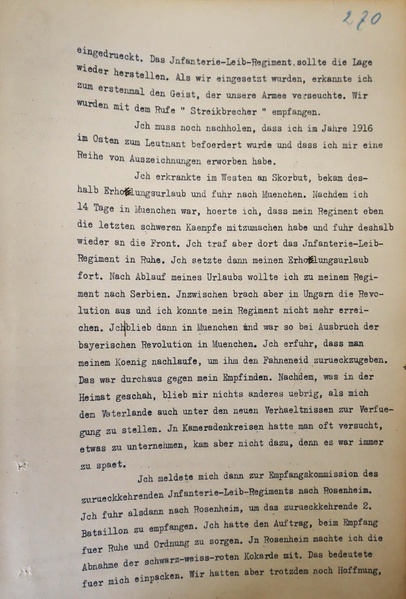 270
eingedrueckt. Das Jnfanterie-Leib-Regiment sollte die Lage
wieder herstellen. Als wir eingesetzt wurden, erkannte ich
zum erstenmal den Geist, der unsere Armee verseuchte. Wir
wurden mit dem Rufe " Streikbrecher " empfangen.
Jch muss noch nachholen, dass ich im Jahre 1916
im Osten zum Leutnant befoerdert wurde und dass ich mir eine
Reihe von Auszeichnungen erworben habe.
Jch erkrankte im Westen an Skorbut, bekam des-
halb Erholungsurlaub und fuhr nach Muenchen. Nachdem ich
14 Tage in Muenchen war, hoerte ich, dass mein Regiment eben
die letzten schweren Kaempfe mitzumachen habe und fuhr deshalb
wieder an die Front. Jch traf aber dort das Jnfanterie-Leib-
Regiment in Ruhe. Jch setzte dann meinen Erholungsurlaub
fort. Nach Ablauf meines Urlaubs wollte ich zu meinem Regi-
ment nach Serbien. Jnzwischen brach aber in Ungarn die Revo-
lution aus und ich konnte mein Regiment nicht mehr errei-
chen. Jch blieb dann in Muenchen und war so bei Ausbruch der
bayerischen Revolution in Muenchen. Jch erfuhr, dass man
meinem Koenig nachlaufe, um ihm den Fahneneid zurueckzugeben.
Das war durchaus gegen mein Empfinden. Nachdem, was in der
Heimat geschah, blieb mir nichts anderes uebrig, als mich
dem Vaterlande auch unter den neuen Verhaeltnissen zur Verfue-
gung zu stellen. Jn Kameradenkreisen hatte man oft versucht,
etwas zu unternehmen, kam aber nicht dazu, denn es war immer
zu spaet.
Jch meldete mich dann zur Empfangskommission des
zurueckkehrenden Jnfanterie-Leib-Regiments nach Rosenheim.
Jch fuhr alsdann nach Rosenheim, um das zurueckkehrende 2.
Bataillon zu empfangen. Jch hatte den Auftrag, beim Empfang
fuer Ruhe und Ordnung zu sorgen. Jn Rosenheim machte ich die
Abnahme der schwarz-weiss-roten Kokarde mit. Das bedeutete
fuer mich einpacken. Wir hatten aber trotzdem noch Hoffnung,